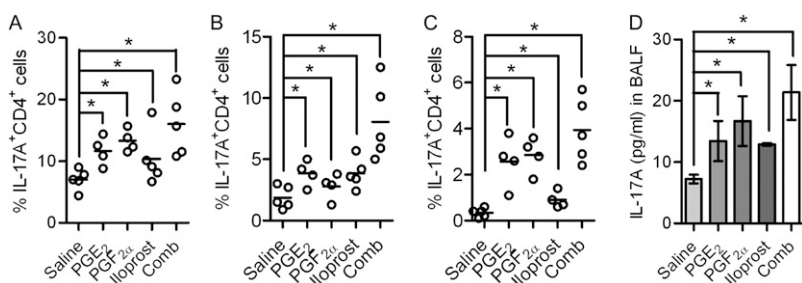 A
% IL-17A+CD4+ cells
30
20
10
0
*
*
*
*
Saline
PGE2
PGF2α
Iloprost
Comb
B
% IL-17A+CD4+ cells
15
10
5
0
*
*
*
*
Saline
PGE2
PGF2α
Iloprost
Comb
C
% IL-17A+CD4+ cells
8
6
4
2
0
*
*
*
*
Saline
PGE2
PGF2α
Iloprost
Comb
D
IL-17A (pg/ml) in BALF
30
20
10
0
*
*
*
*
Saline
PGE2
PGF2α
Iloprost
Comb